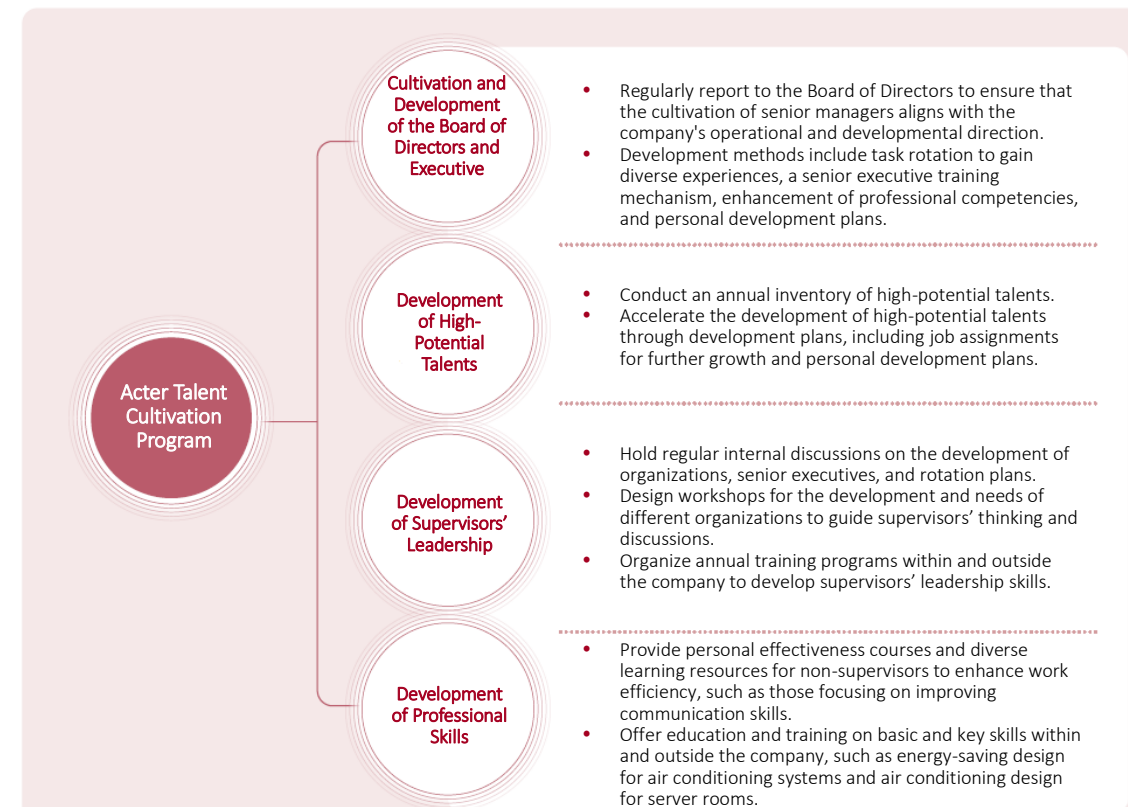 Cultivation and
Development
of the Board of
Directors and
Executive
• Regularly report to the Board of Directors to ensure that
the cultivation of senior managers aligns with the
company's operational and developmental direction.
• Development methods include task rotation to gain
diverse experiences, a senior executive training
mechanism, enhancement of professional competencies,
and personal development plans.
Development
of High-
Potential
Talents
• Conduct an annual inventory of high-potential talents.
• Accelerate the development of high-potential talents
through development plans, including job assignments
for further growth and personal development plans.
Acter Talent
Cultivation
Program
Development
of Supervisors’
Leadership
• Hold regular internal discussions on the development of
organizations, senior executives, and rotation plans.
• Design workshops for the development and needs of
different organizations to guide supervisors’ thinking and
discussions.
• Organize annual training programs within and outside
the company to develop supervisors’ leadership skills.
Development
of Professional
Skills
• Provide personal effectiveness courses and diverse
learning resources for non-supervisors to enhance work
efficiency, such as those focusing on improving
communication skills.
• Offer education and training on basic and key skills within
and outside the company, such as energy-saving design
for air conditioning systems and air conditioning design
for server rooms.